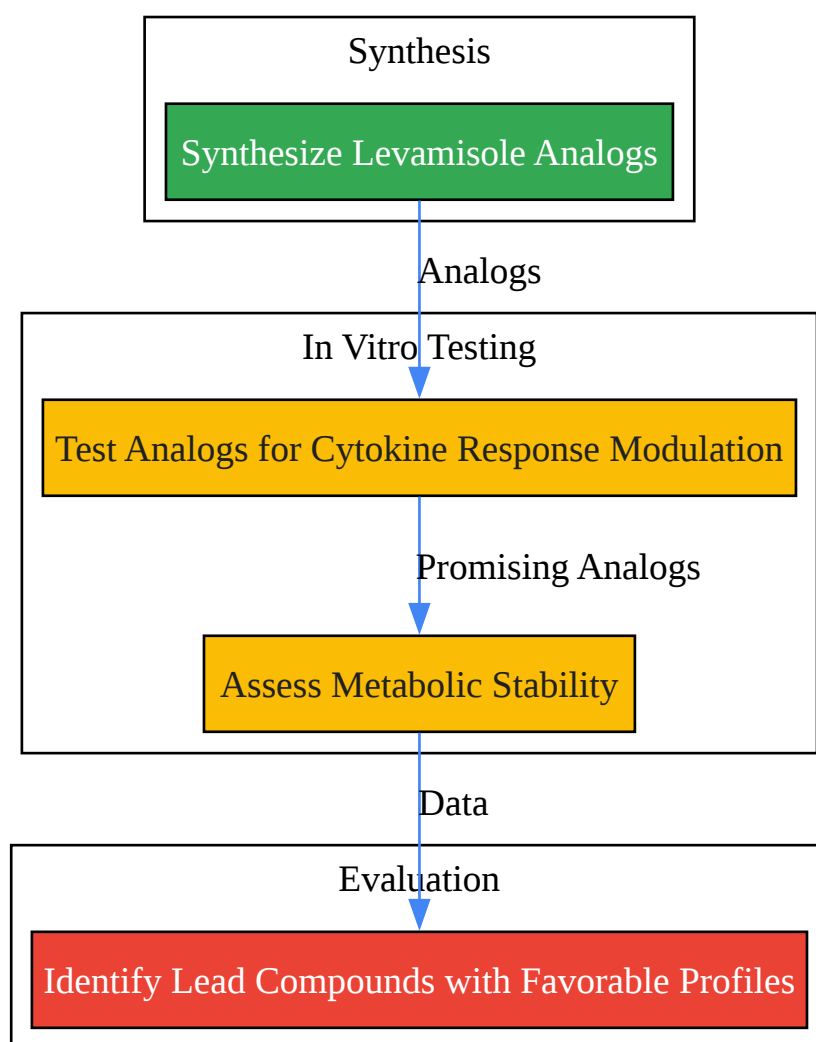 Synthesis
Synthesize Levamisole Analogs
Analogs
In Vitro Testing
Test Analogs for Cytokine Response Modulation
Promising Analogs
Assess Metabolic Stability
Data
Evaluation
Identify Lead Compounds with Favorable Profiles